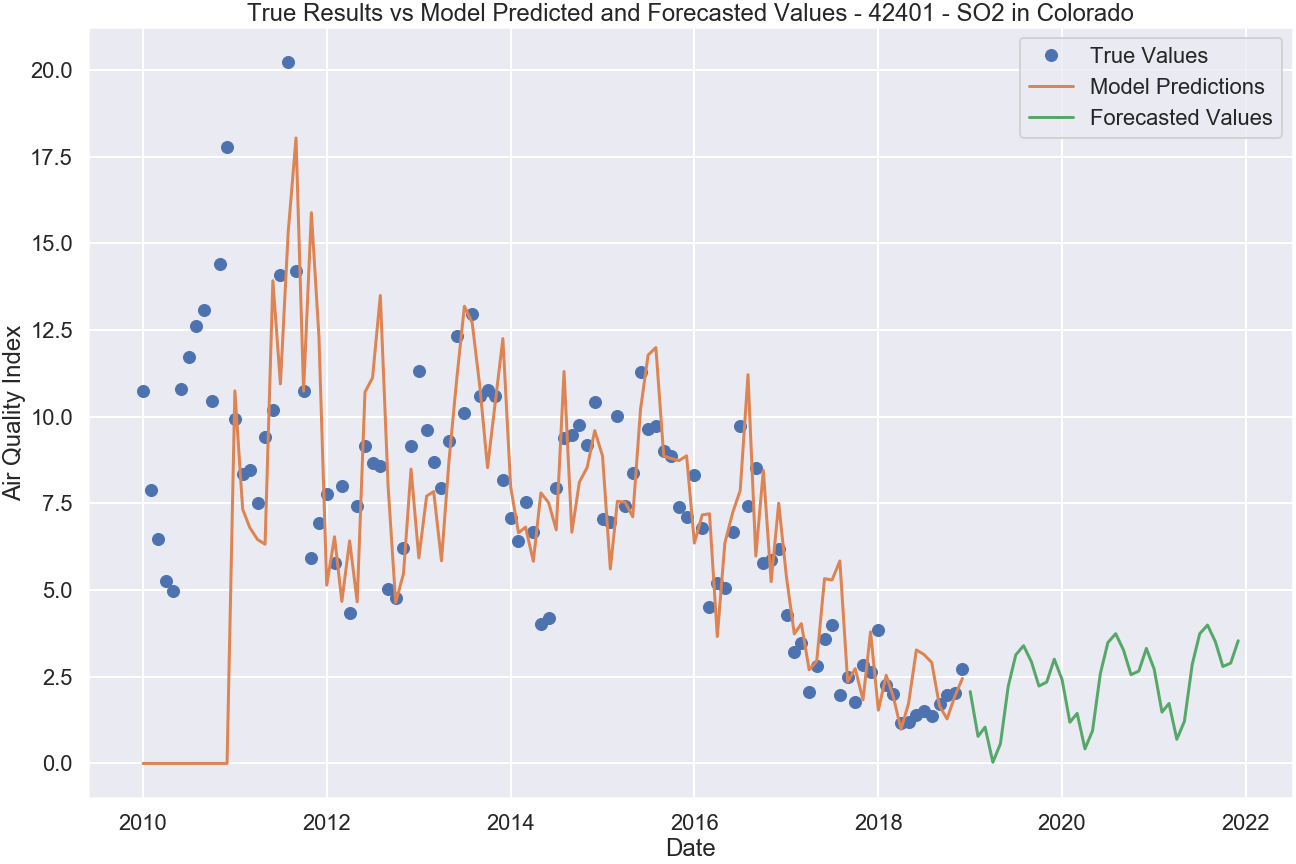 True Results vs Model Predicted and Forecasted Values - 42401 - SO2 in Colorado
True Values
Model Predictions
Forecasted Values
Air Quality Index
20.0
17.5
15.0
12.5
10.0
7.5
5.0
2.5
0.0
2010 2012 2014 2016 2018 2020 2022
Date